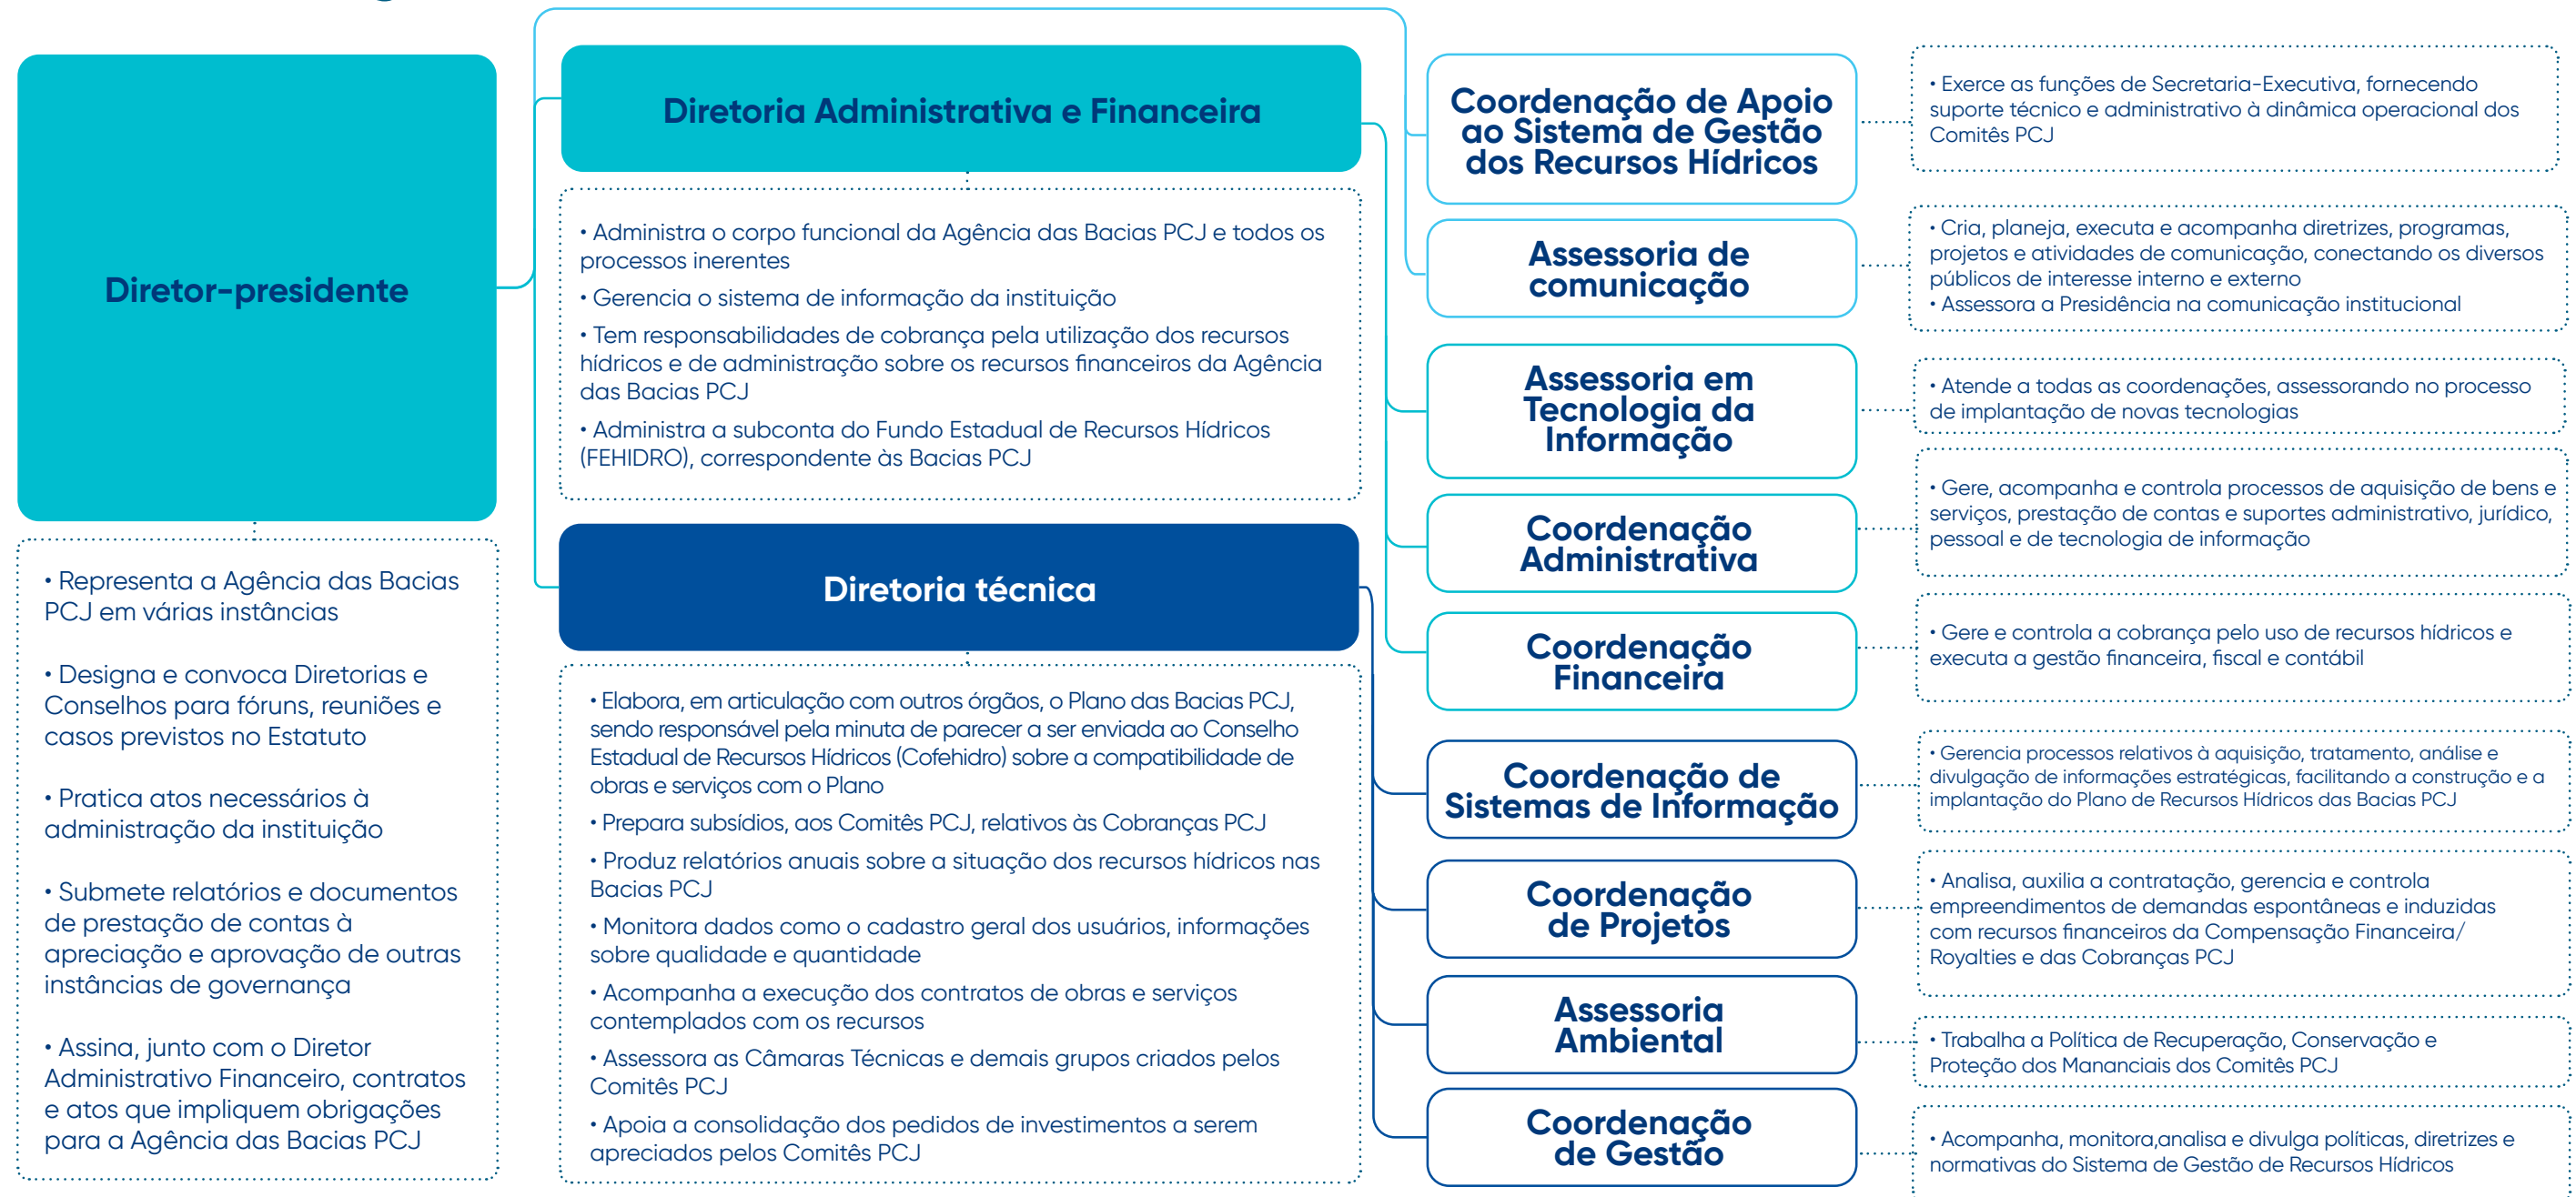 Diretor-presidente
• Representa a Agência das Bacias
PCJ em várias instâncias
• Designa e convoca Diretorias e
Conselhos para fóruns, reuniões e
casos previstos no Estatuto
• Pratica atos necessários à
administração da instituição
• Submete relatórios e documentos
de prestação de contas à
apreciação e aprovação de outras
instâncias de governança
• Assina, junto com o Diretor
Administrativo Financeiro, contratos
e atos que impliquem obrigações
para a Agência das Bacias PCJ
Diretoria Administrativa e Financeira
• Administra o corpo funcional da Agência das Bacias PCJ e todos os
processos inerentes
• Gerencia o sistema de informação da instituição
• Tem responsabilidades de cobrança pela utilização dos recursos
hídricos e de administração sobre os recursos financeiros da Agência
das Bacias PCJ
• Administra a subconta do Fundo Estadual de Recursos Hídricos
(FEHIDRO), correspondente às Bacias PCJ
Diretoria técnica
• Elabora, em articulação com outros órgãos, o Plano das Bacias PCJ,
sendo responsável pela minuta de parecer a ser enviada ao Conselho
Estadual de Recursos Hídricos (Cofehidro) sobre a compatibilidade de
obras e serviços com o Plano
• Prepara subsídios, aos Comitês PCJ, relativos às Cobranças PCJ
• Produz relatórios anuais sobre a situação dos recursos hídricos nas
Bacias PCJ
• Monitora dados como o cadastro geral dos usuários, informações
sobre qualidade e quantidade
• Acompanha a execução dos contratos de obras e serviços
contemplados com os recursos
• Assessora as Câmaras Técnicas e demais grupos criados pelos
Comitês PCJ
• Apoia a consolidação dos pedidos de investimentos a serem
apreciados pelos Comitês PCJ
Coordenação de Apoio
ao Sistema de Gestão
dos Recursos Hídricos
• Exerce as funções de Secretaria-Executiva, fornecendo
suporte técnico e administrativo à dinâmica operacional dos
Comitês PCJ
Assessoria de
comunicação
• Cria, planeja, executa e acompanha diretrizes, programas,
projetos e atividades de comunicação, conectando os diversos
públicos de interesse interno e externo
• Assessora a Presidência na comunicação institucional
Assessoria em
Tecnologia da
Informação
• Atende a todas as coordenações, assessorando no processo
de implantação de novas tecnologias
Coordenação
Administrativa
• Gere, acompanha e controla processos de aquisição de bens e
serviços, prestação de contas e suportes administrativo, jurídico,
pessoal e de tecnologia de informação
Coordenação
Financeira
• Gere e controla a cobrança pelo uso de recursos hídricos e
executa a gestão financeira, fiscal e contábil
Coordenação de
Sistemas de Informação
• Gerencia processos relativos à aquisição, tratamento, análise e
divulgação de informações estratégicas, facilitando a construção e a
implantação do Plano de Recursos Hídricos das Bacias PCJ
Coordenação
de Projetos
• Analisa, auxilia a contratação, gerencia e controla
empreendimentos de demandas espontâneas e induzidas
com recursos financeiros da Compensação Financeira/
Royalties e das Cobranças PCJ
Assessoria
Ambiental
• Trabalha a Política de Recuperação, Conservação e
Proteção dos Mananciais dos Comitês PCJ
Coordenação
de Gestão
• Acompanha, monitora,analisa e divulga políticas, diretrizes e
normativas do Sistema de Gestão de Recursos Hídricos